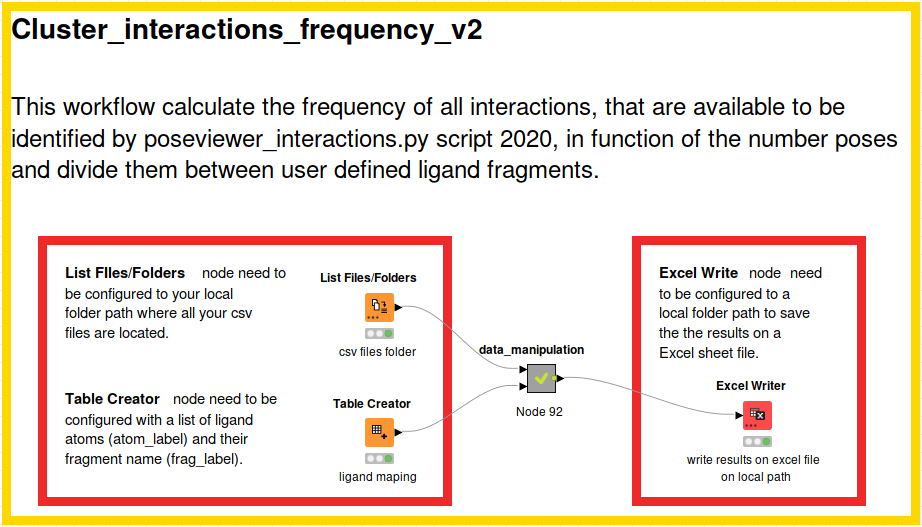 Cluster_interactions_frequency_v2
This workflow calculate the frequency of all interactions, that are available to be
identified by poseviewer_interactions.py script 2020, in function of the number poses
and divide them between user defined ligand fragments.
List FIles/Folders node need to
be configured to your local
folder path where all your csv
files are located.
List Files/Folders
csv files folder
Table Creator node need to be
configured with a list of ligand
atoms (atom_label) and their
fragment name (frag_label).
Table Creator
ligand maping
data_manipulation
Node 92
Excel Write node need
to be configured to a
local folder path to save
the the results on a
Excel sheet file.
Excel Writer
write results on excel file
on local path